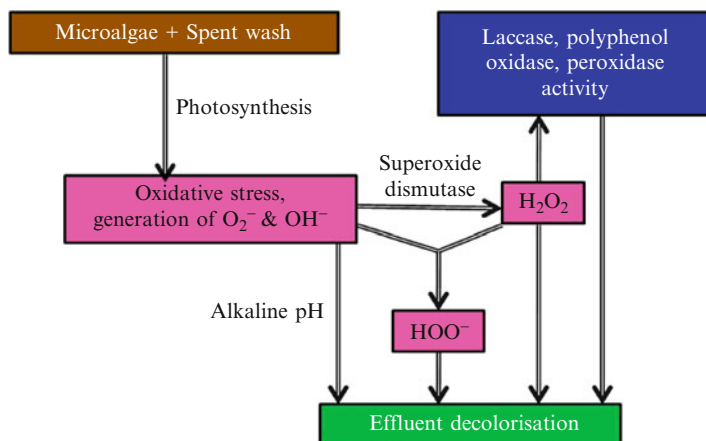 Microalgae + Spent wash
Laccase, polyphenol
oxidase, peroxidase
activity
Photosynthesis
Superoxide
dismutase
Oxidative stress,
generation of O₂⁻ & OH⁻
H₂O₂
Alkaline pH
HOO⁻
Effluent decolorisation